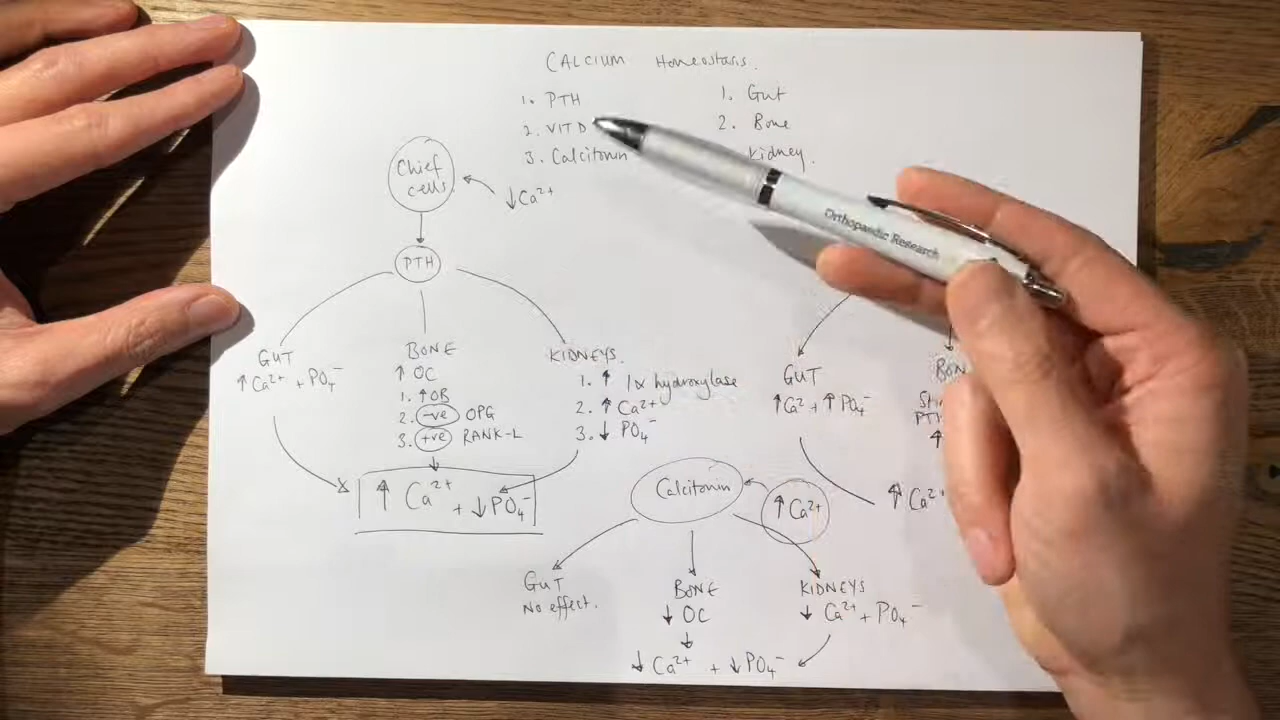 CALCIUM Homeostasis.
1. PTH
2. VIT D
3. Calcitonin
1. Gut
2. Bone
Kidney.
Orthopaedic Research
Chief
cells
↓Ca²⁺
PTH
GUT
↑Ca²⁺ + PO₄⁻
BONE
↑ OC
1. ↑OB
2. -ve OPG
3. +ve RANK-L
KIDNEYS.
1. ↑ 1α hydroxylase
2. ↑ Ca²⁺
3. ↓ PO₄⁻
↑ Ca²⁺ + ↓PO₄⁻
GUT
↑Ca² + ↑PO₄⁻
BON
PT
↑
↑Ca²⁺
Calcitonin
↑Ca²⁺
GUT
No effect.
BONE
↓ OC
KIDNEYS
↓ Ca²⁺ + PO₄⁻
↓Ca²⁺ + ↓PO₄⁻